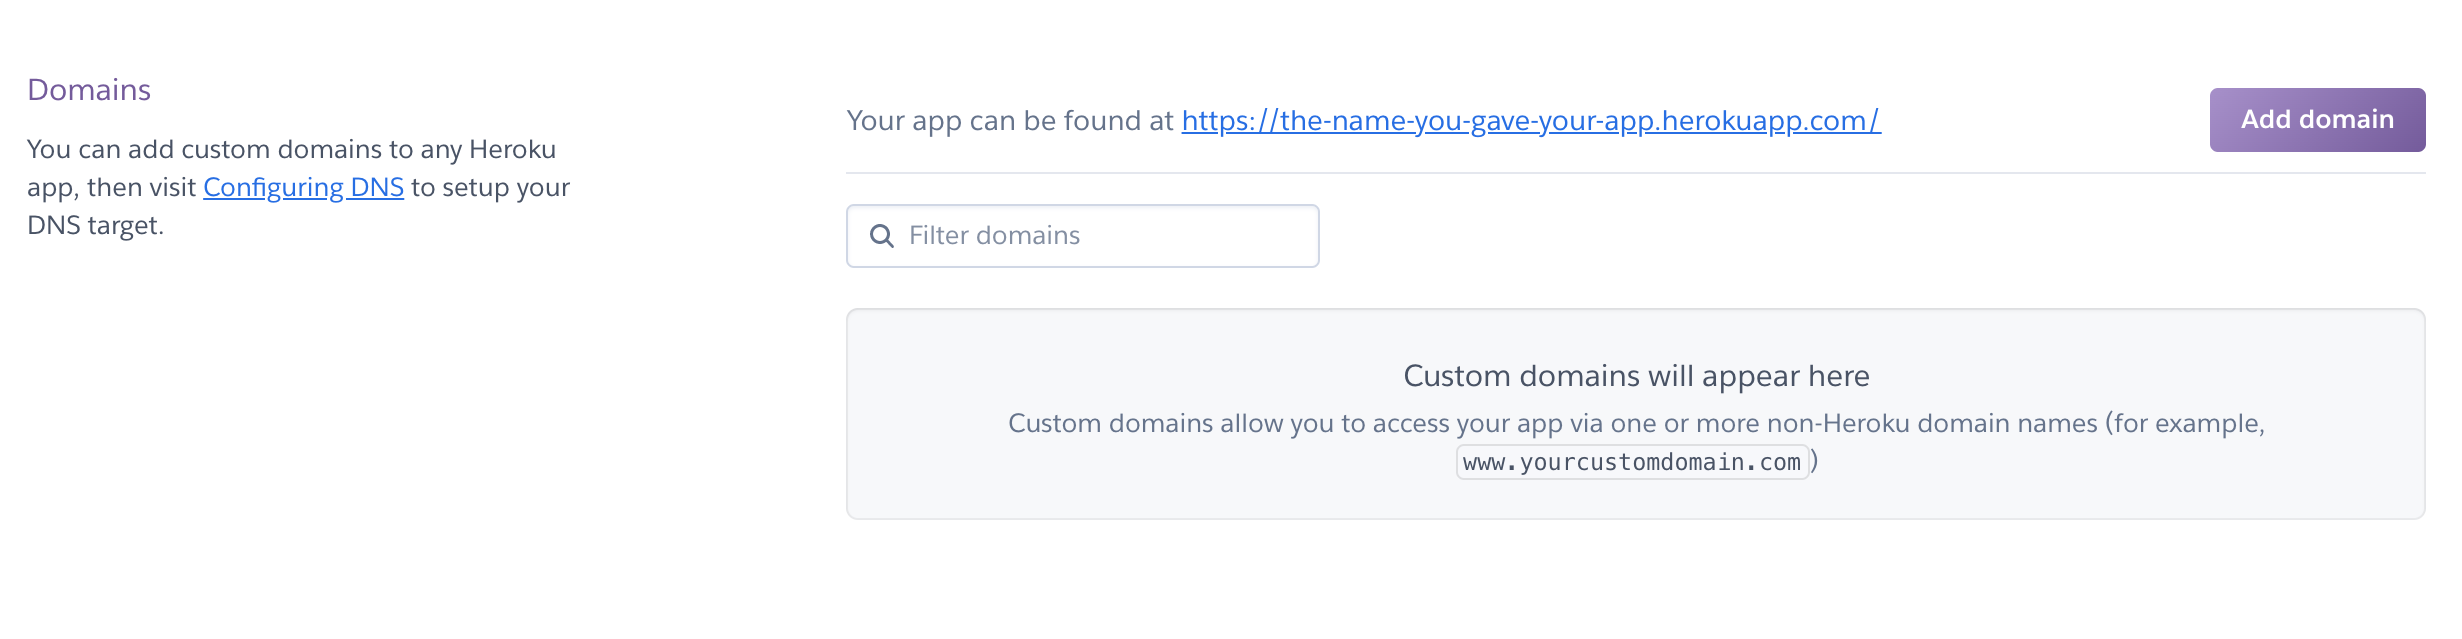 Domains
You can add custom domains to any Heroku
app, then visit Configuring DNS to setup your
DNS target.
Your app can be found at https://the-name-you-gave-your-app.herokuapp.com/
Add domain
Filter domains
Custom domains will appear here
Custom domains allow you to access your app via one or more non-Heroku domain names (for example,
www.yourcustomdomain.com)